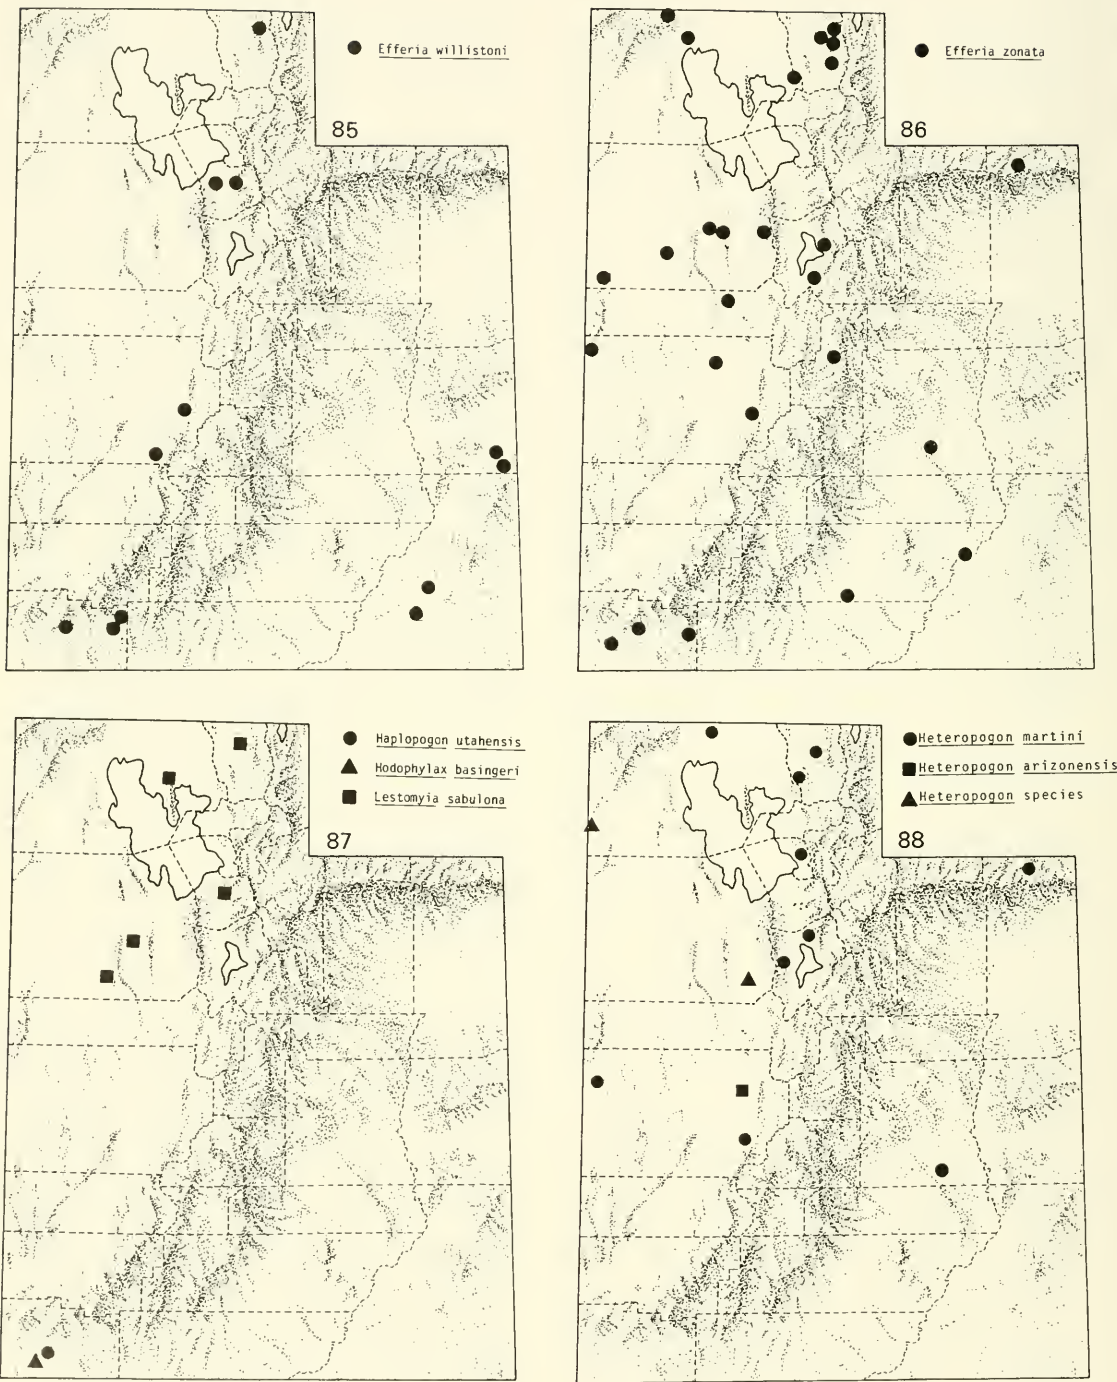 Efferia willistoni
85
Efferia zonata
86
Haplopogon utahensis
Hodophylax basingeri
Lestomyia sabulona
87
Heteropogon martini
Heteropogon arizonensis
Heteropogon species
88